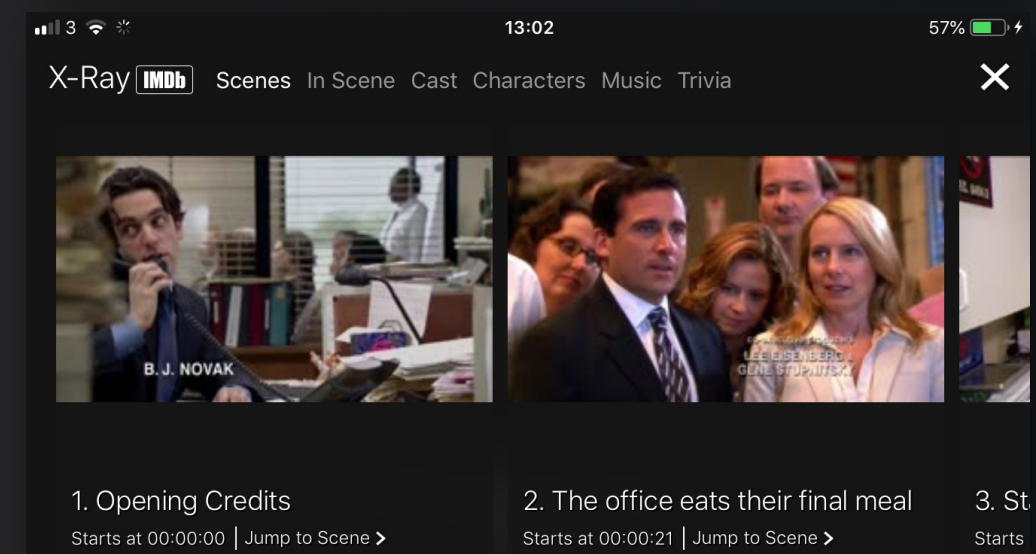 3 13:02 57%
X-Ray IMDb Scenes In Scene Cast Characters Music Trivia
B.J. NOVAK
LEE EISENBERG &
GENE STUPNITSKY
1. Opening Credits
Starts at 00:00:00 | Jump to Scene >
2. The office eats their final meal
Starts at 00:00:21 | Jump to Scene >
3. St
Starts